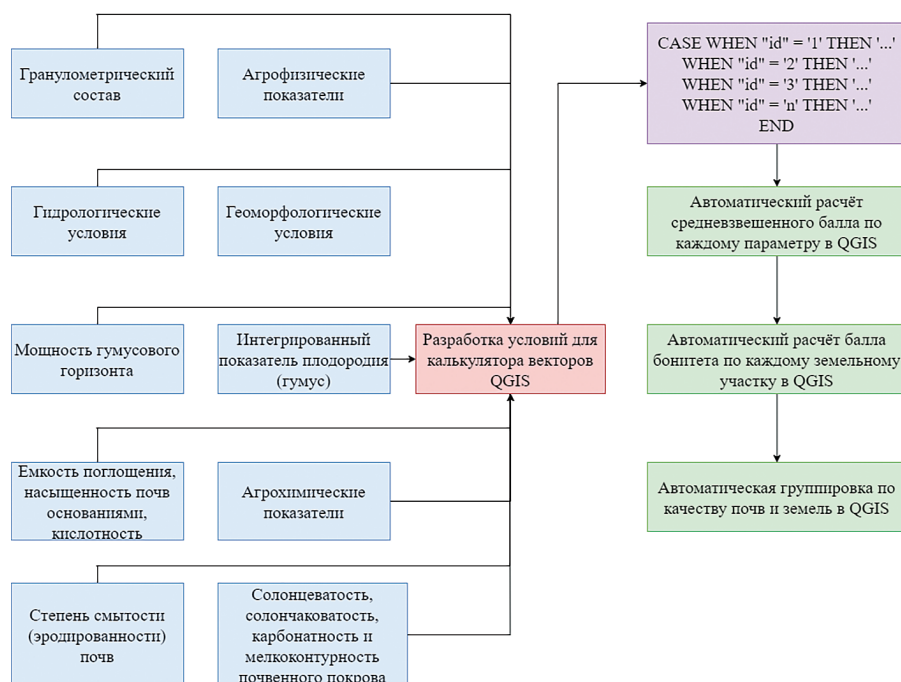 Гранулометрический
состав
Агрофизические
показатели
CASE WHEN "id" = '1' THEN '...'
WHEN "id" = '2' THEN '...'
WHEN "id" = '3' THEN '...'
WHEN "id" = 'n' THEN '...'
END
Гидрологические
условия
Геоморфологические
условия
Автоматический расчёт
средневзвешенного балла по
каждому параметру в QGIS
Мощность гумусового
горизонта
Интегрированный
показатель плодородия
(гумус)
Разработка условий для
калькулятора векторов
QGIS
Автоматический расчёт балла
бонитета по каждому земельному
участку в QGIS
Емкость поглощения,
насыщенность почв
основаниями,
кислотность
Агрохимические
показатели
Автоматическая группировка по
качеству почв и земель в QGIS
Степень смытости
(эродированности)
почв
Солонцеватость,
солончаковатость,
карбонатность и
мелкоконтурность
почвенного покрова